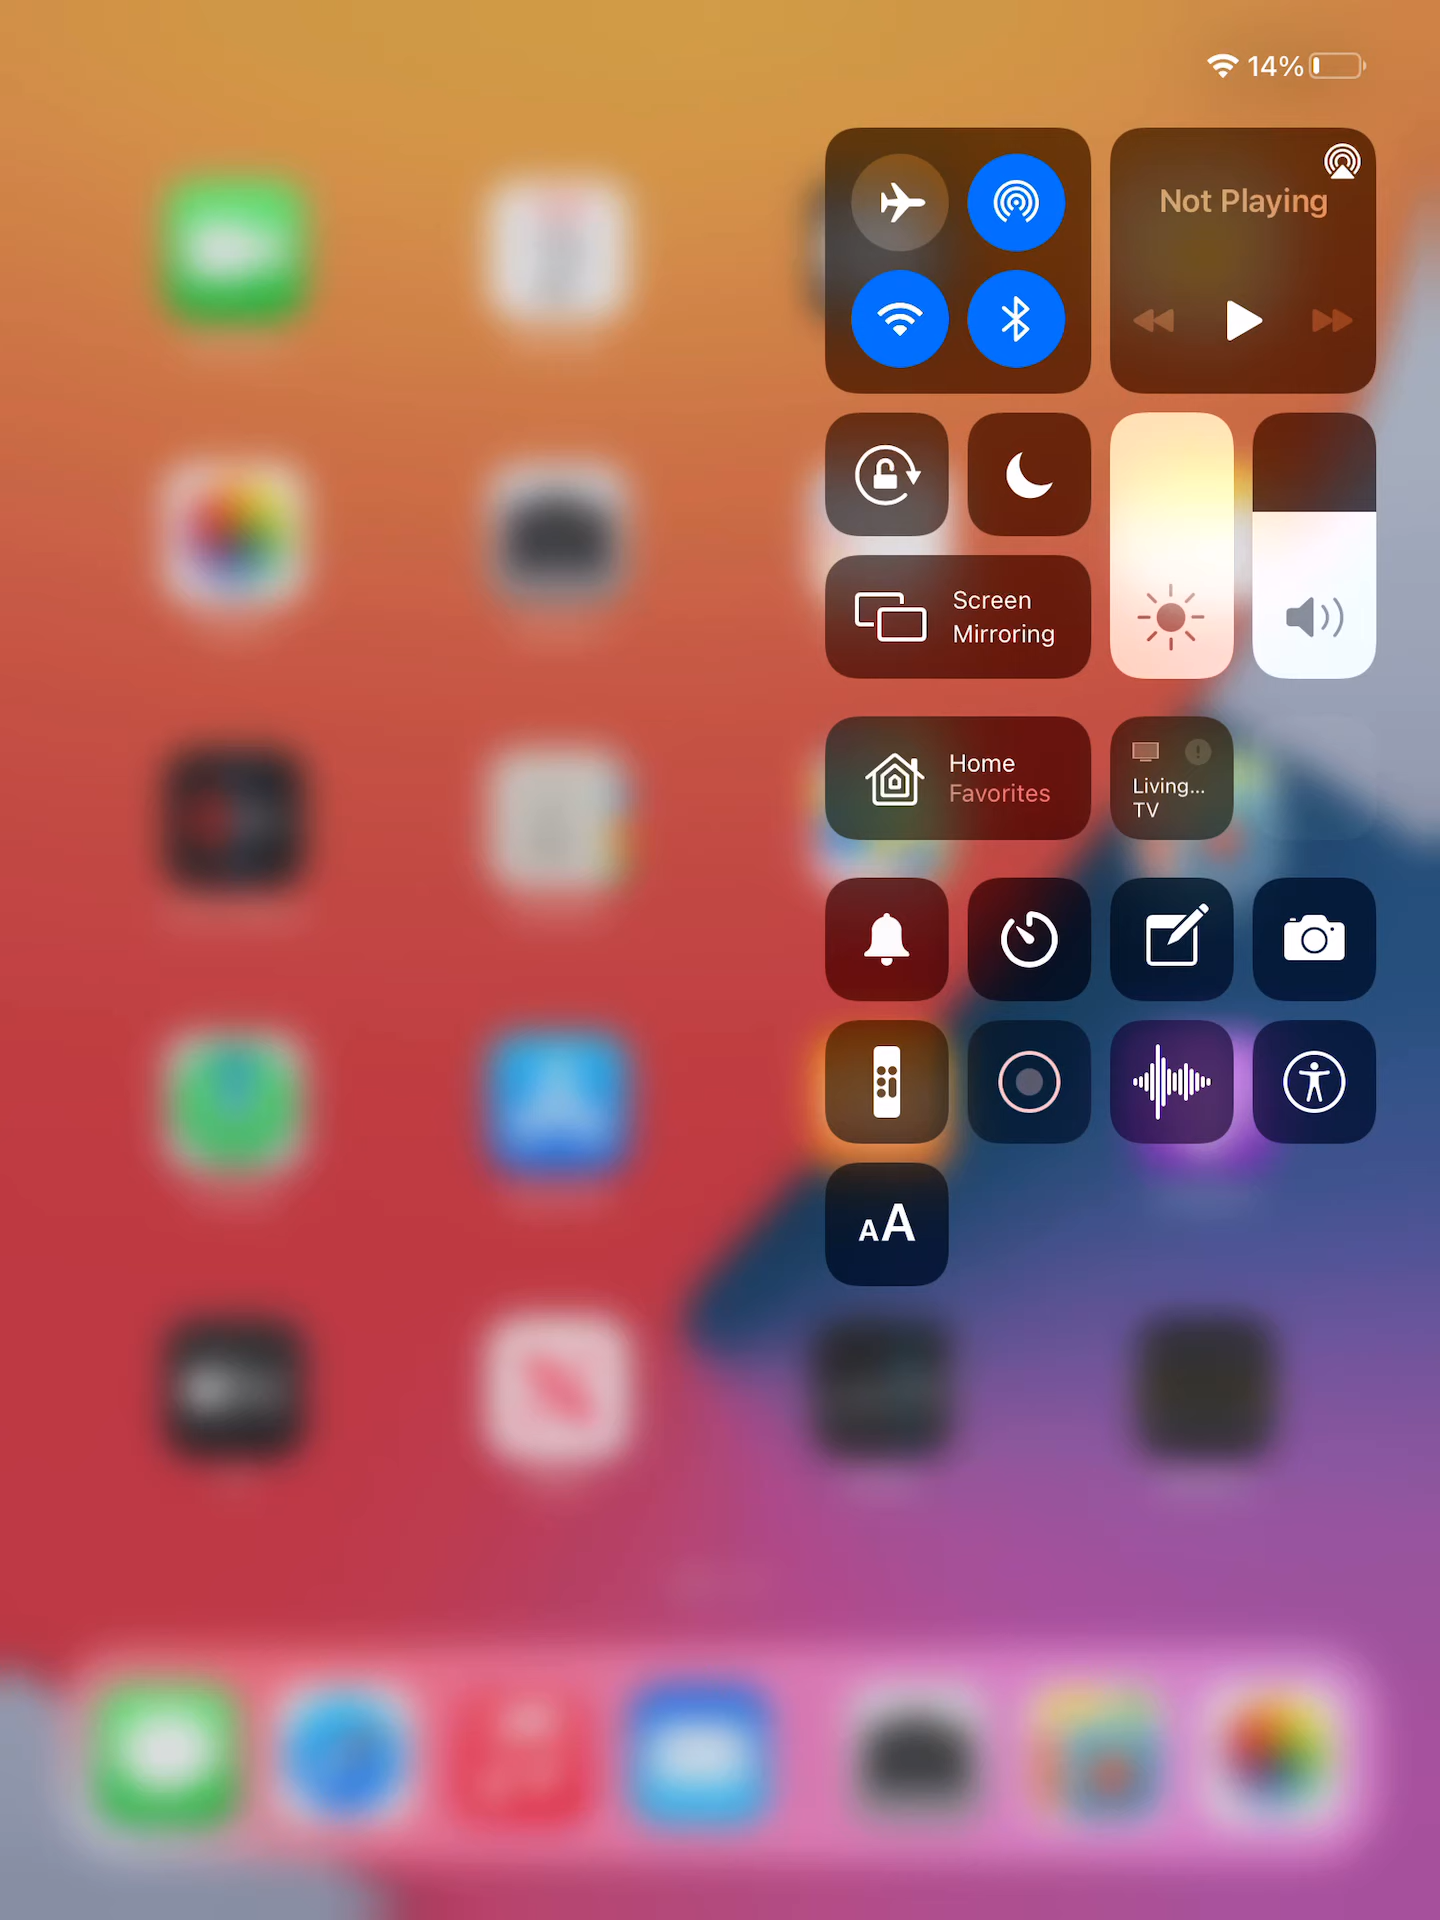 14%
Not Playing
Screen
Mirroring
Home
Favorites
Living...
TV
AA